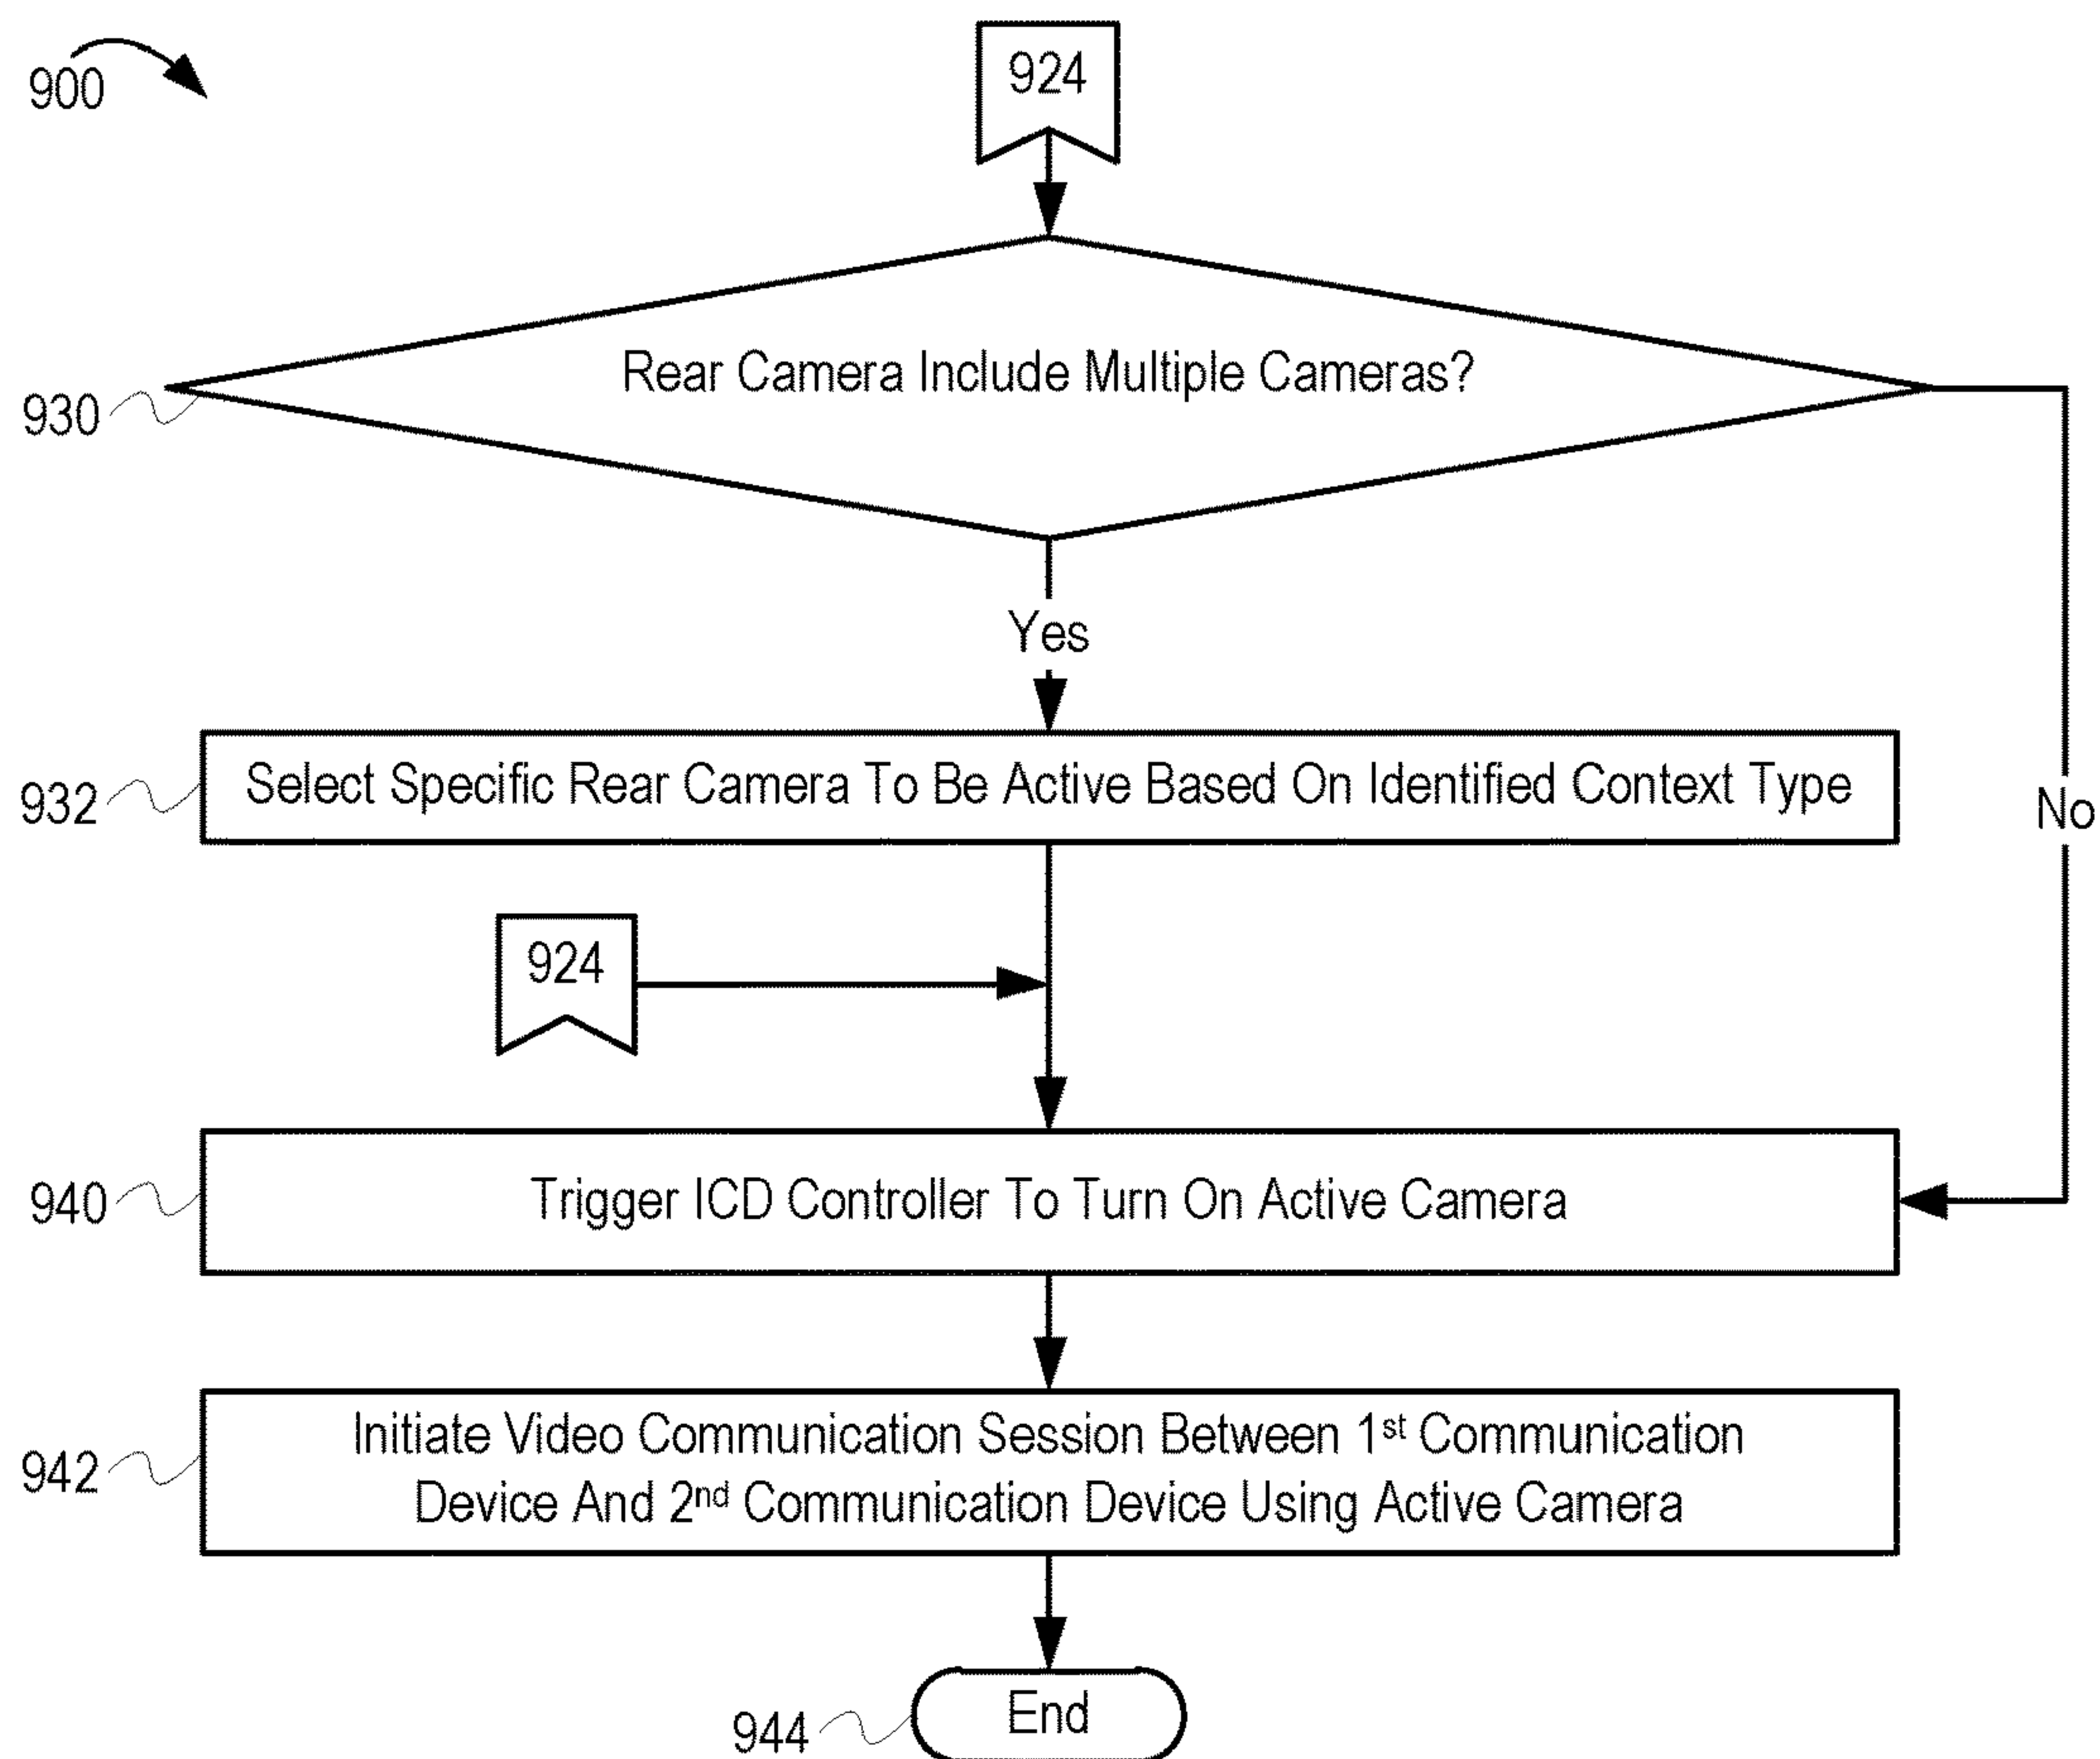 900
924
Rear Camera Include Multiple Cameras?
930
Yes
Select Specific Rear Camera To Be Active Based On Identified Context Type
932
No
924
Trigger ICD Controller To Turn On Active Camera
940
Initiate Video Communication Session Between 1st Communication
Device And 2nd Communication Device Using Active Camera
942
End
944